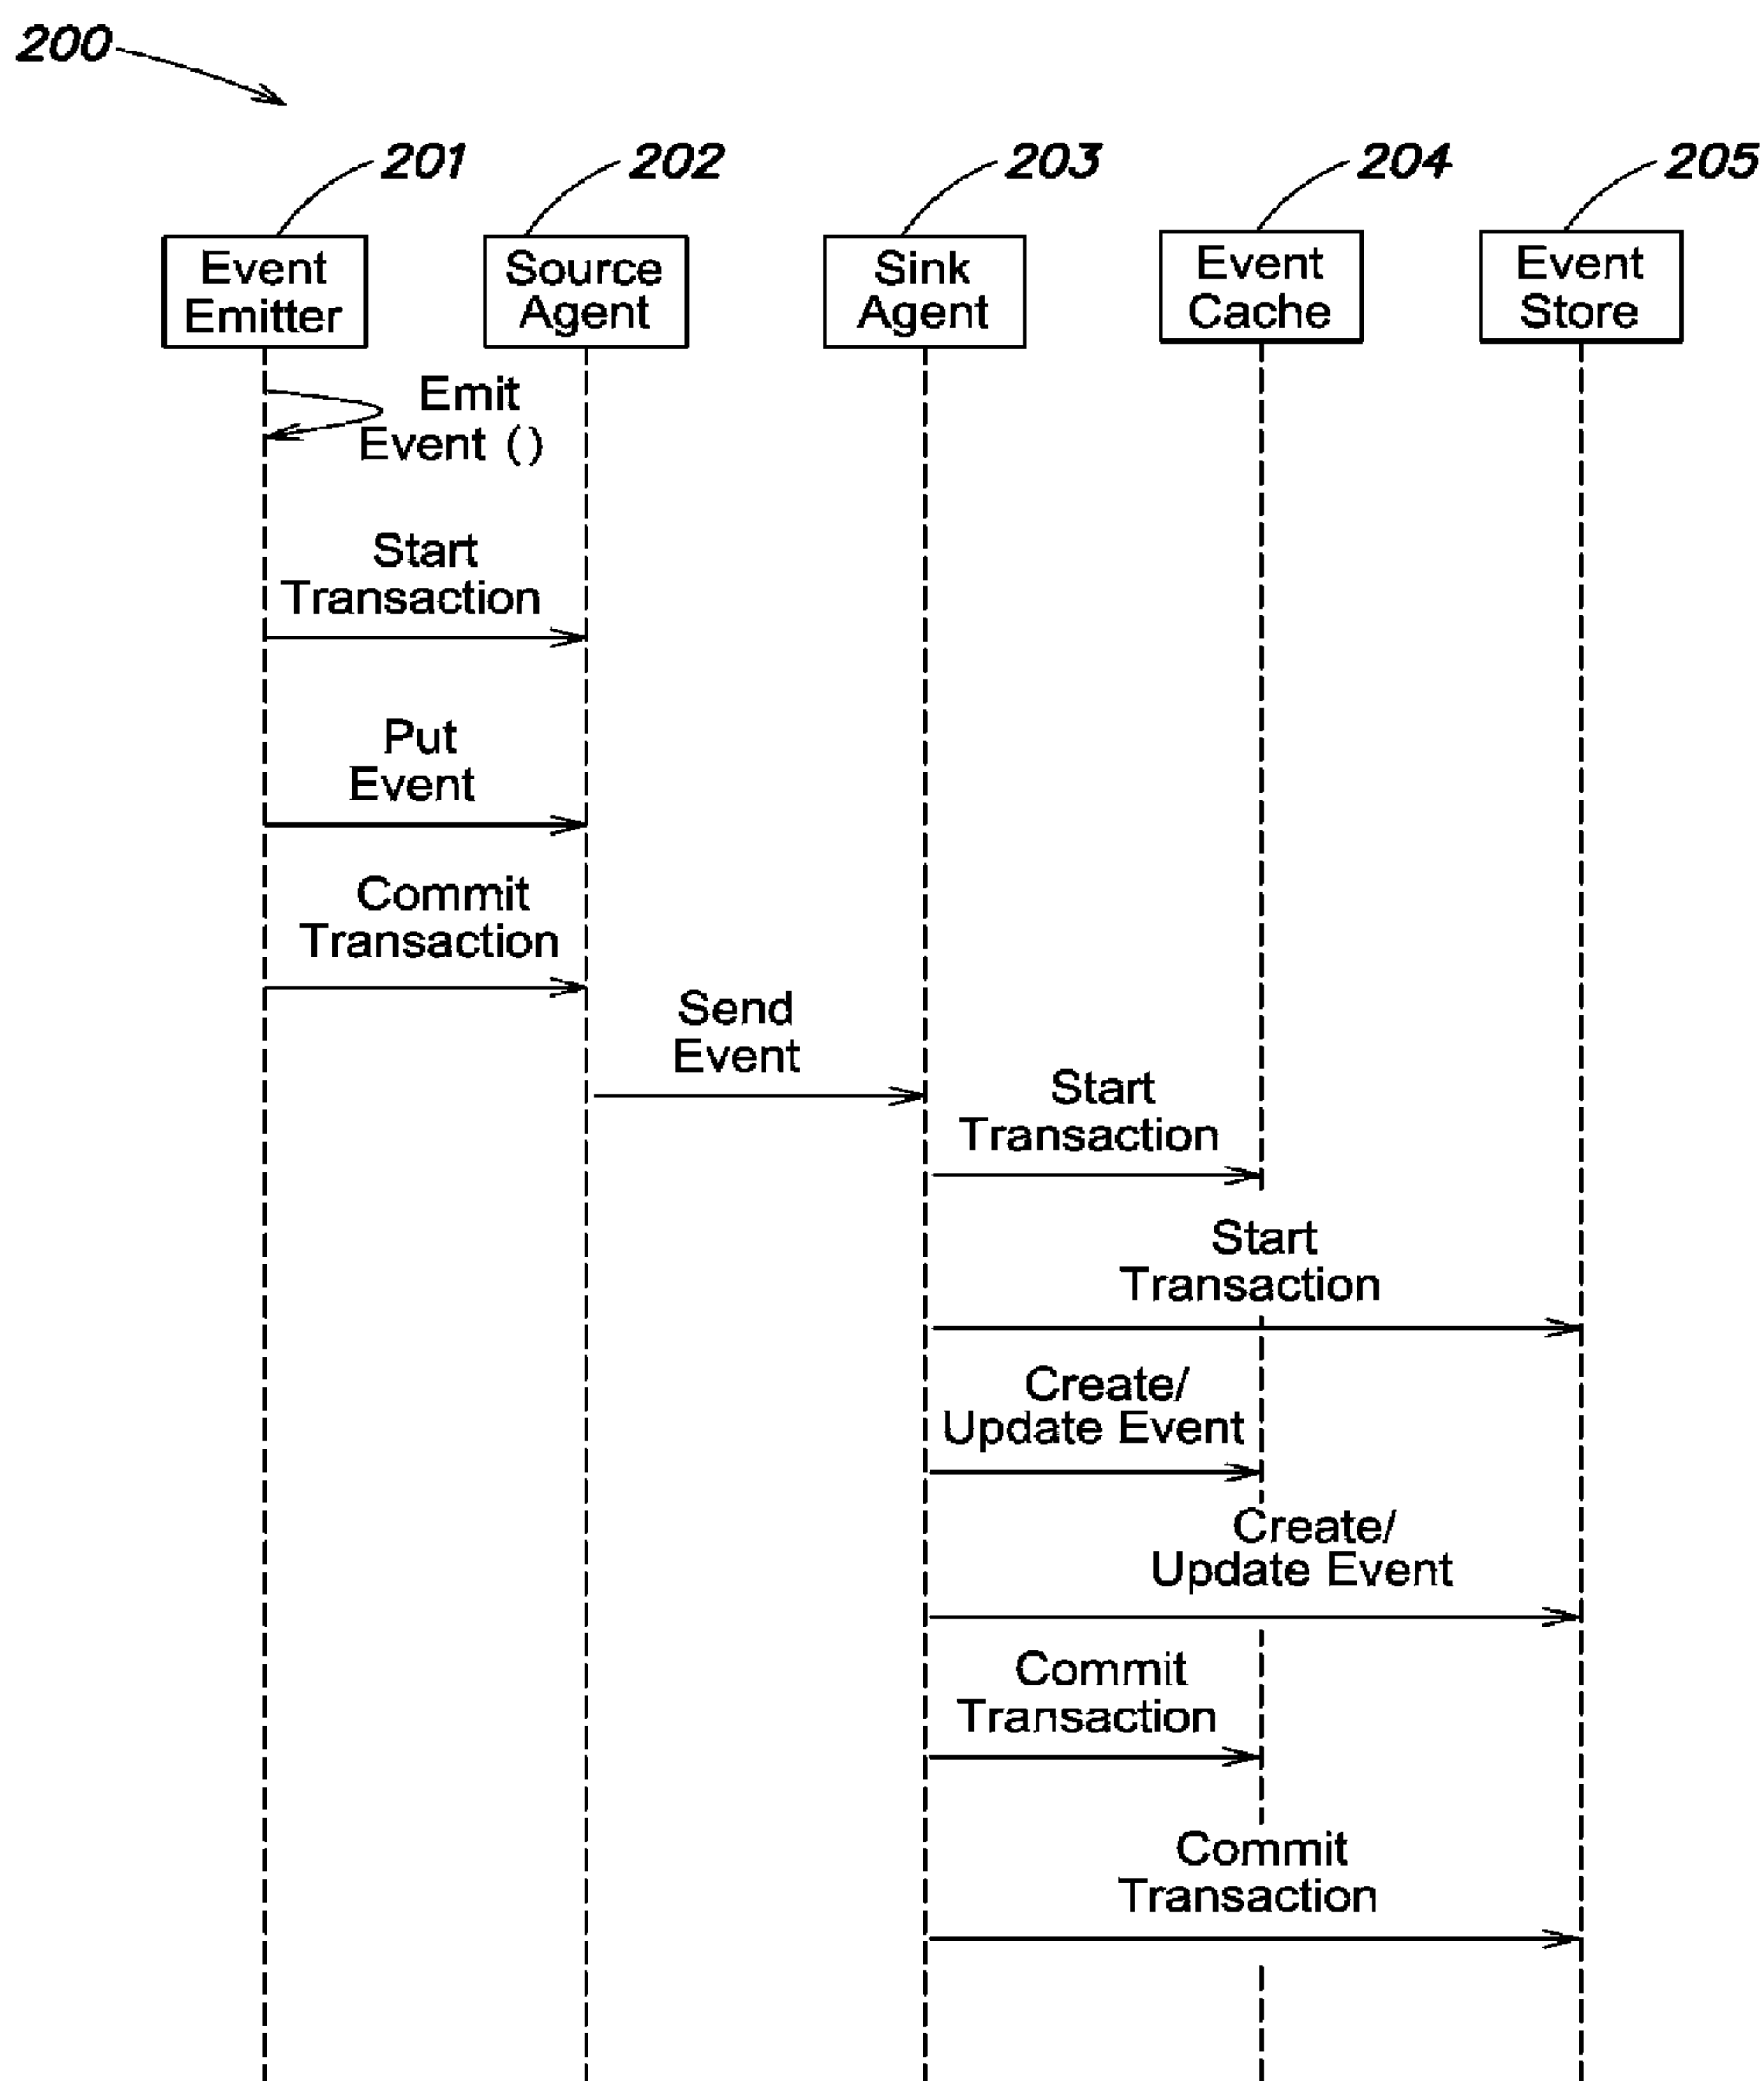 200
201
202
203
204
205
Event
Emitter
Source
Agent
Sink
Agent
Event
Cache
Event
Store
Emit
Event ()
Start
Transaction
Put
Event
Commit
Transaction
Send
Event
Start
Transaction
Start
Transaction
Create/
Update Event
Create/
Update Event
Commit
Transaction
Commit
Transaction